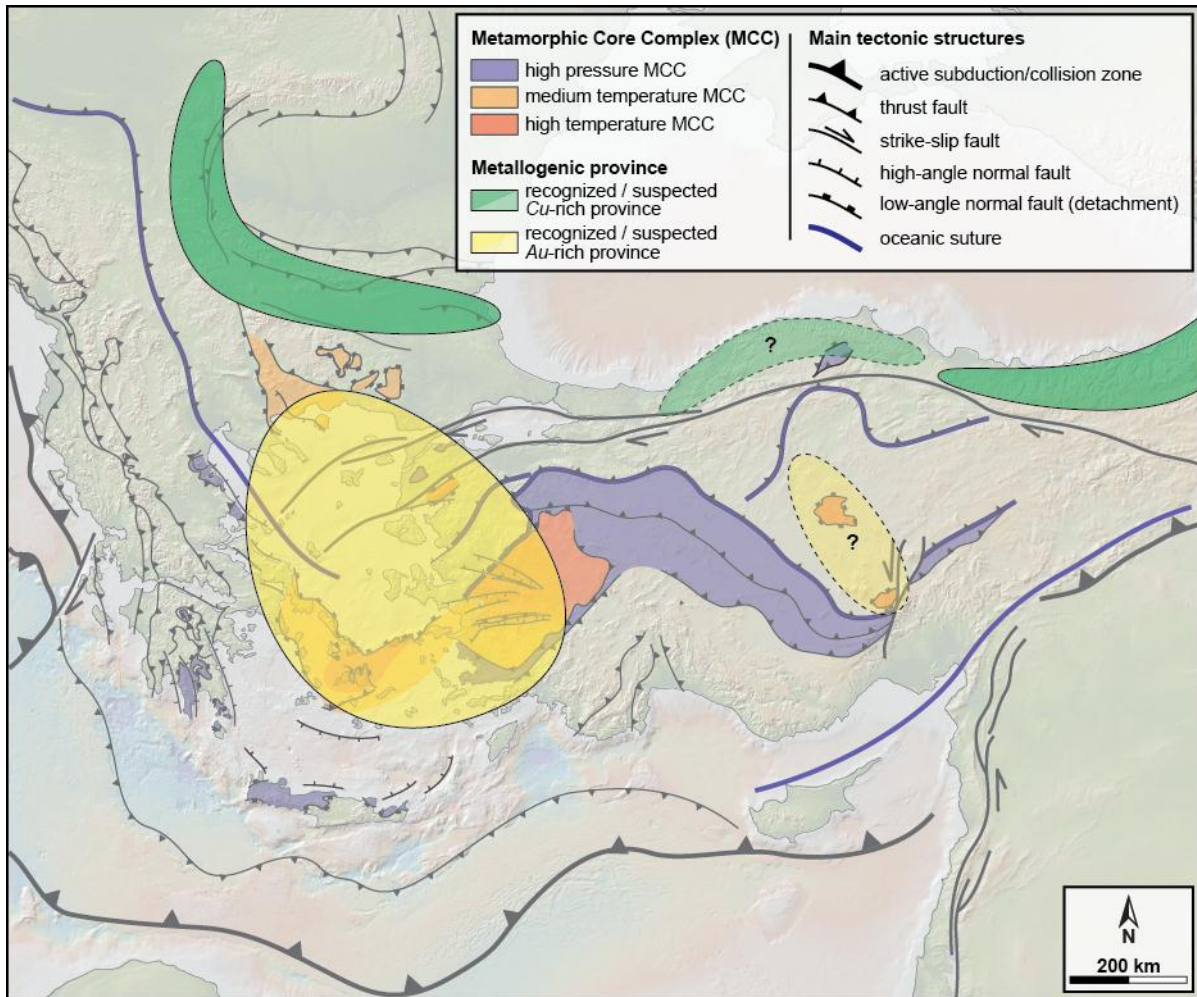 Metamorphic Core Complex (MCC)
high pressure MCC
medium temperature MCC
high temperature MCC
Metallogenic province
recognized / suspected
Cu-rich province
recognized / suspected
Au-rich province
Main tectonic structures
active subduction/collision zone
thrust fault
strike-slip fault
high-angle normal fault
low-angle normal fault (detachment)
oceanic suture
?
?
N
200 km